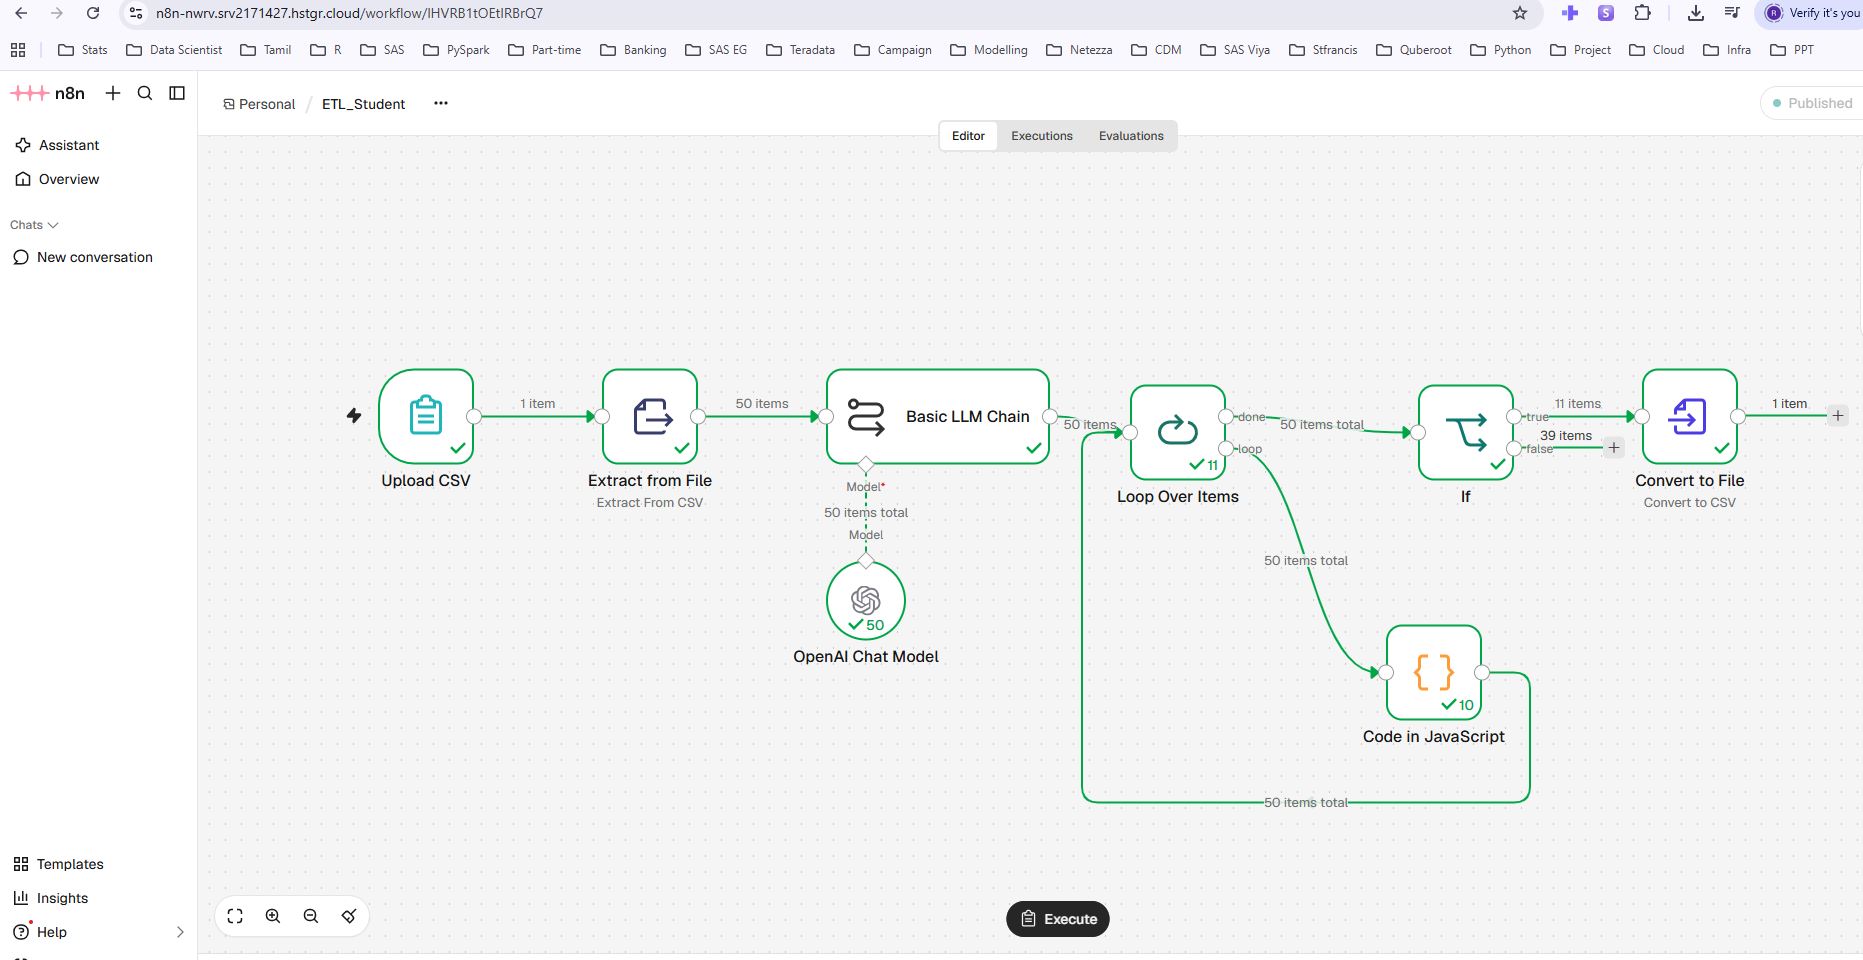 n8n-nwrv.srv2171427.hstgr.cloud/workflow/IHVRB1tOEtIRBrQ7
S
R
Verify it's you
Stats
Data Scientist
Tamil
R
SAS
PySpark
Part-time
Banking
SAS EG
Teradata
Campaign
Modelling
Netezza
CDM
SAS Viya
Stfrancis
Quberoot
Python
Project
Cloud
Infra
PPT
n8n
Personal / ETL_Student
Published
Editor
Executions
Evaluations
Assistant
Overview
Chats
New conversation
1 item
50 items
Basic LLM Chain
50 items
done
50 items total
true
11 items
1 item
39 items
false
loop
11
Upload CSV
Extract from File
Extract From CSV
Model*
50 items total
Model
Loop Over Items
If
Convert to File
Convert to CSV
50 items total
50
OpenAI Chat Model
10
Code in JavaScript
50 items total
Templates
Insights
Help
Execute